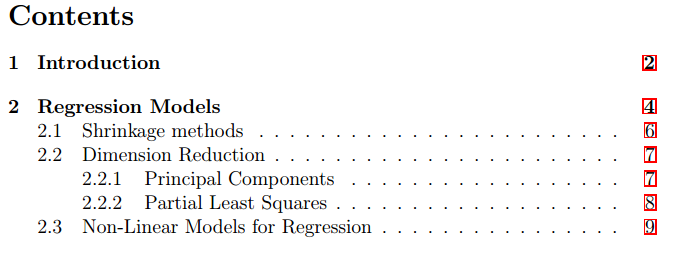 Contents
1 Introduction 2
2 Regression Models 4
2.1 Shrinkage methods . . . . . . . . . . . . . . . . . . . . . . . . 6
2.2 Dimension Reduction . . . . . . . . . . . . . . . . . . . . . . . 7
2.2.1 Principal Components . . . . . . . . . . . . . . . . . . 7
2.2.2 Partial Least Squares . . . . . . . . . . . . . . . . . . . 8
2.3 Non-Linear Models for Regression . . . . . . . . . . . . . . . . 9